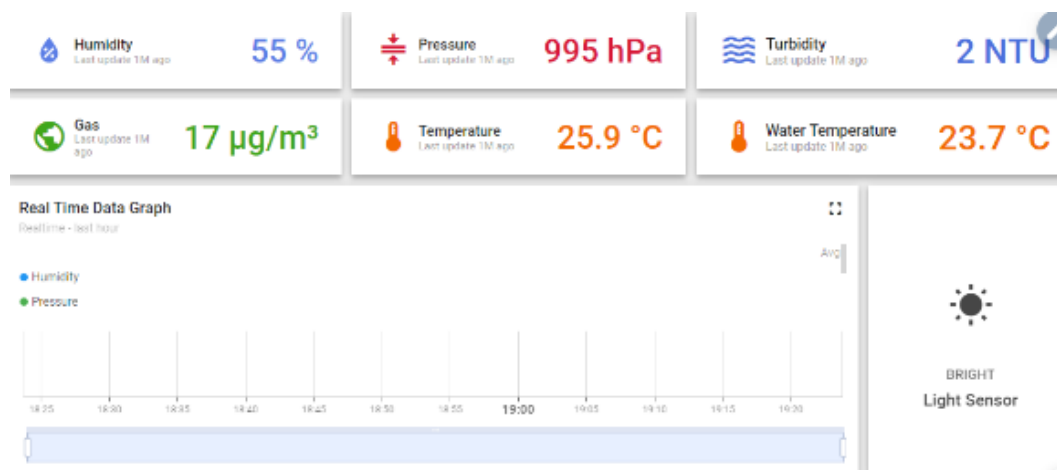 Humidity
Last update 1M ago
55 %
Pressure
Last update 1M ago
995 hPa
Turbidity
Last update 1M ago
2 NTU
Gas
Last update 1M
ago
17 µg/m³
Temperature
Last update 1M ago
25.9 °C
Water Temperature
Last update 1M ago
23.7 °C
Real Time Data Graph
Realtime - last hour
Avg
Humidity
Pressure
18:25 18:30 18:35 18:40 18:45 18:50 18:55 19:00 19:05 19:10 19:15 19:20
BRIGHT
Light Sensor